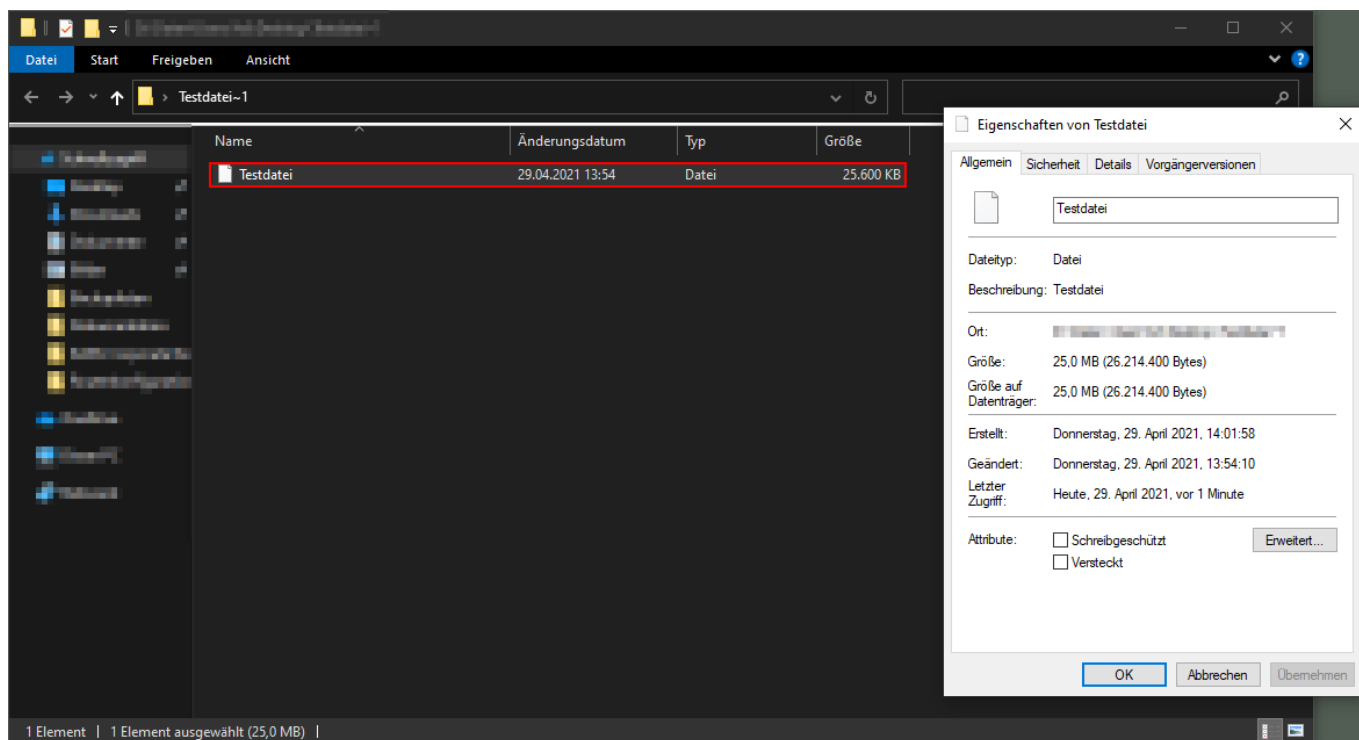 Datei Start Freigeben Ansicht
Testdatei~1
Name Änderungsdatum Typ Größe
Testdatei 29.04.2021 13:54 Datei 25.600 KB
1 Element 1 Element ausgewählt (25,0 MB)
Eigenschaften von Testdatei
Allgemein Sicherheit Details Vorgängerversionen
Testdatei
Dateityp: Datei
Beschreibung: Testdatei
Ort:
Größe: 25,0 MB (26.214.400 Bytes)
Größe auf
Datenträger: 25,0 MB (26.214.400 Bytes)
Erstellt: Donnerstag, 29. April 2021, 14:01:58
Geändert: Donnerstag, 29. April 2021, 13:54:10
Letzter
Zugriff: Heute, 29. April 2021, vor 1 Minute
Attribute: Schreibgeschützt Erweitert...
Versteckt
OK Abbrechen Übernehmen